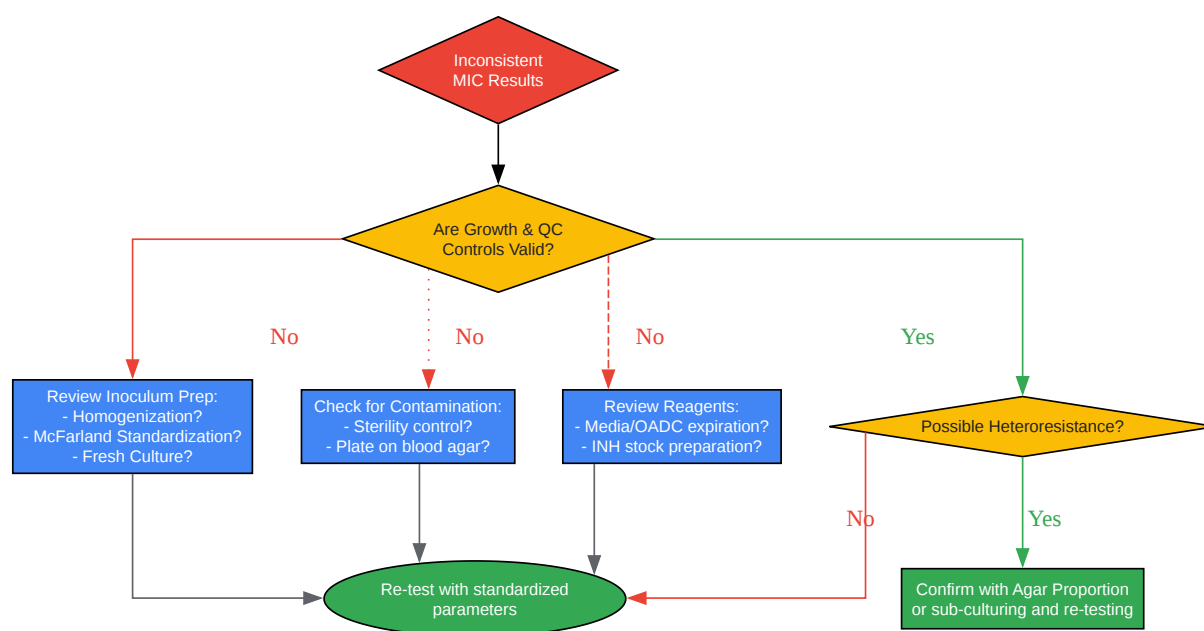 Inconsistent
MIC Results
Are Growth & QC
Controls Valid?
No
No
No
Yes
Review Inoculum Prep:
- Homogenization?
- McFarland Standardization?
- Fresh Culture?
Check for Contamination:
- Sterility control?
- Plate on blood agar?
Review Reagents:
- Media/OADC expiration?
- INH stock preparation?
Possible Heteroresistance?
No
Yes
Re-test with standardized
parameters
Confirm with Agar Proportion
or sub-culturing and re-testing